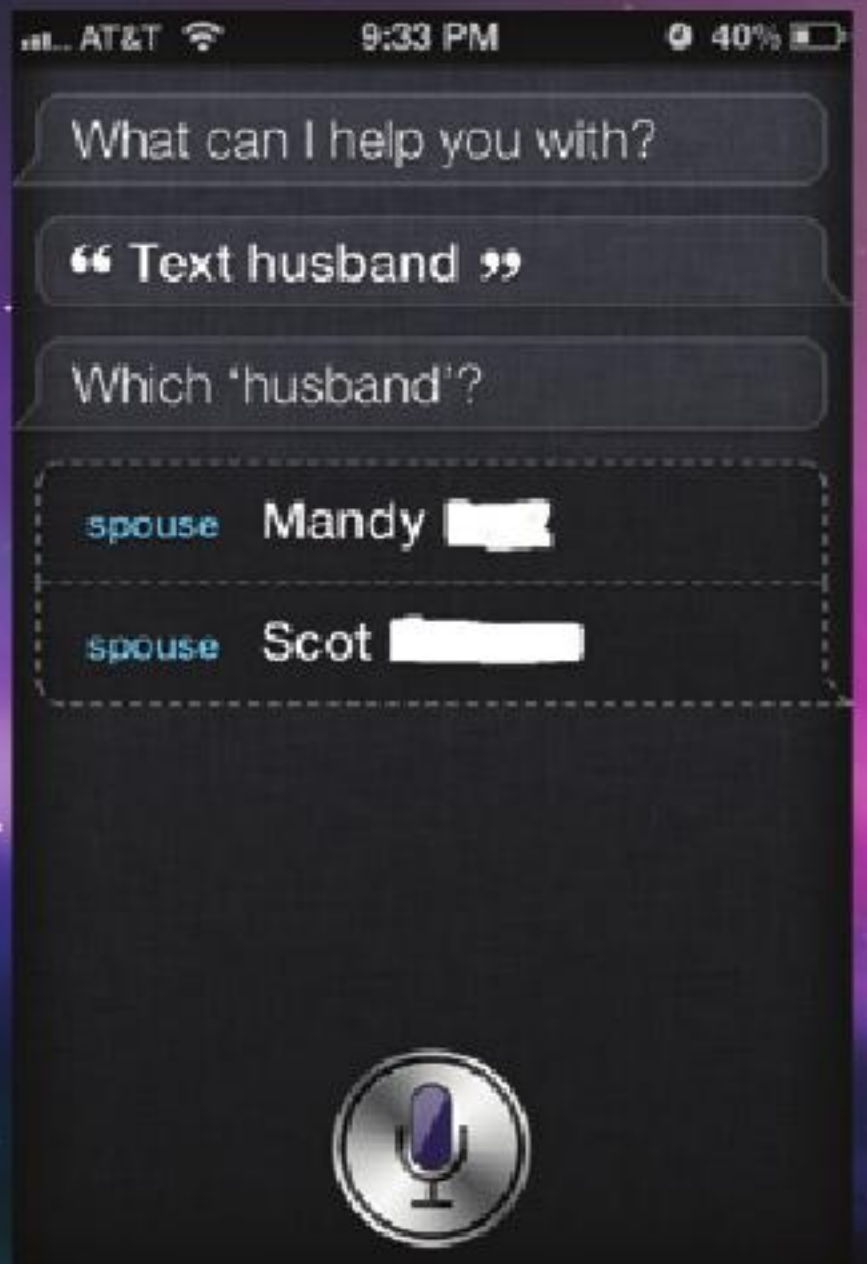 AT&T 9:33 PM 40%
What can I help you with?
“ Text husband ”
Which ‘husband’?
spouse Mandy
spouse Scot